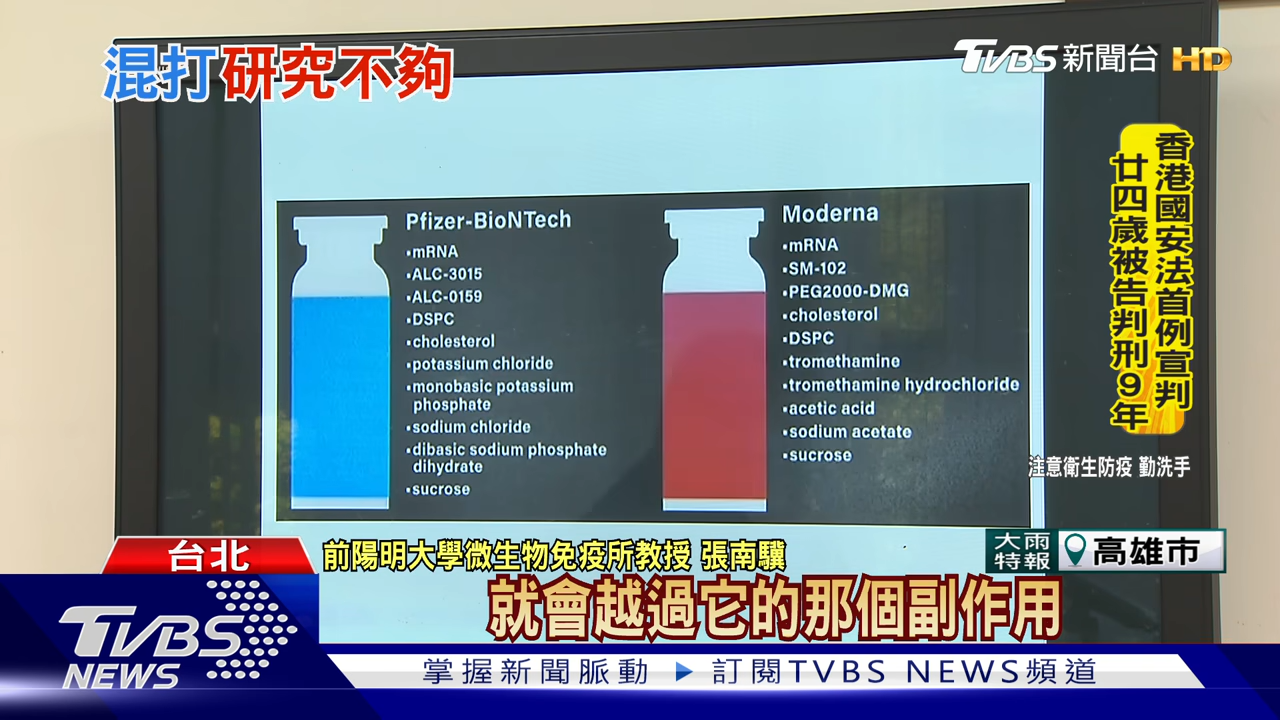 混打 研究不夠
TVBS 新聞台 HD
香港國安法首例宣判
廿四歲被告判刑9年
注意衛生防疫 勤洗手
Pfizer-BioNTech
▪mRNA
▪ALC-3015
▪ALC-0159
▪DSPC
▪cholesterol
▪potassium chloride
▪monobasic potassium
phosphate
▪sodium chloride
▪dibasic sodium phosphate
dihydrate
▪sucrose
Moderna
▪mRNA
▪SM-102
▪PEG2000-DMG
▪cholesterol
▪DSPC
▪tromethamine
▪tromethamine hydrochloride
▪acetic acid
▪sodium acetate
▪sucrose
大雨
特報
高雄市
台北
前陽明大學微生物免疫所教授 張南驥
就會越過它的那個副作用
TVBS
NEWS
掌握新聞脈動 ▶ 訂閱TVBS NEWS頻道